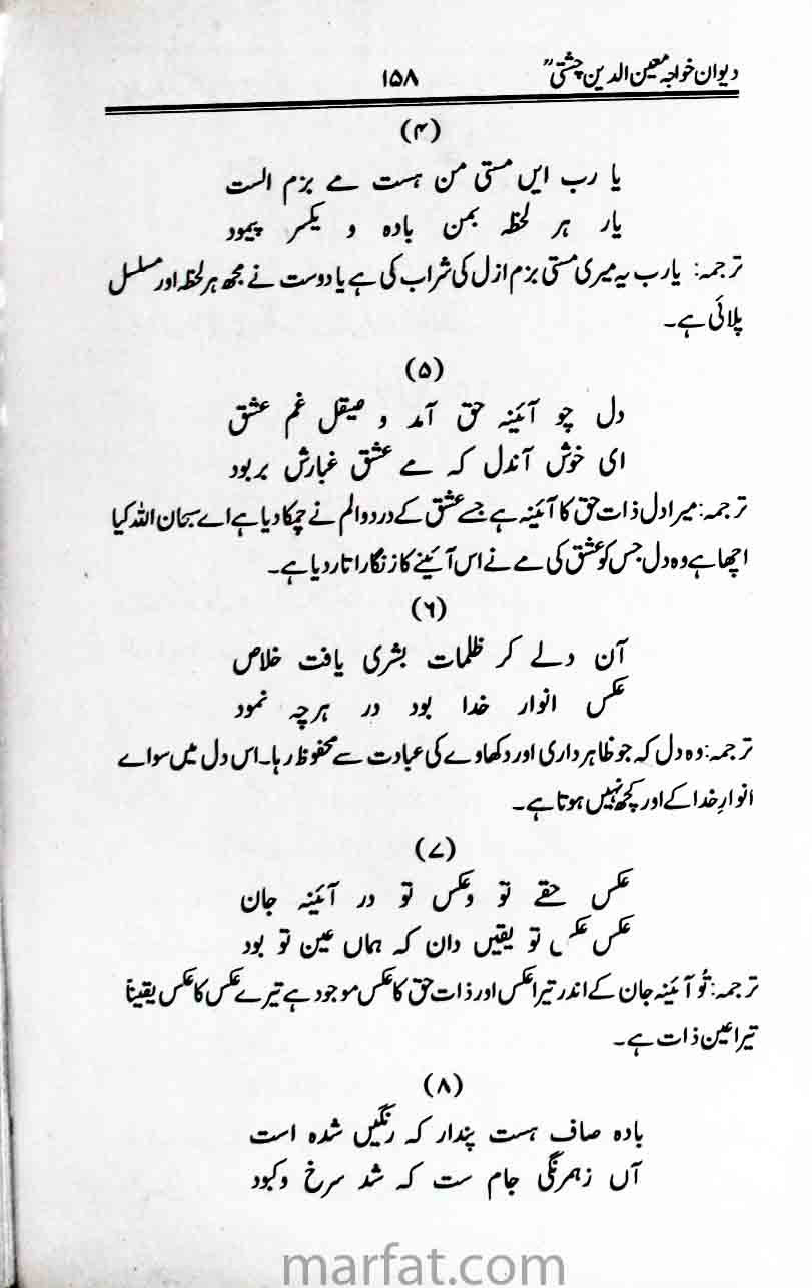 دیوان خواجہ معین الدین چشتیؒ ۱۵۸
(۴)
یا رب ایں مستی من ہست مے بزم الست
یار ہر لحظہ بمن بادہ و یکسر پیمود
ترجمہ: یارب یہ میری مستی بزم ازل کی شراب کی ہے یا دوست نے مجھ ہر لحظہ اور مسلسل
پلائی ہے۔
(۵)
دل چو آئینہ حق آمد و صیقل غم عشق
ای خوش آندل کہ مے عشق غبارش بربود
ترجمہ: میرا دل ذات حق کا آئینہ ہے جسے عشق کے درد و الم نے چمکا دیا ہے اے سبحان اللہ کیا
اچھا ہے وہ دل جس کو عشق کی مے نے اس آئینے کا زنگار اتار دیا ہے۔
(۶)
آن دلے کر ظلمات بشری یافت خلاص
عکس انوار خدا بود در ہرچہ نمود
ترجمہ: وہ دل کہ جو ظاہر داری اور دکھاوے کی عبادت سے محفوظ رہا۔ اس دل میں سواے
انوارِ خدا کے اور کچھ نہیں ہوتا ہے۔
(۷)
عکس حقے تو وعکس تو در آئینہ جان
عکس عکس تو یقیں دان کہ ہماں عین تو بود
ترجمہ: تُو آئینہ جان کے اندر تیرا عکس اور ذات حق کا عکس موجود ہے تیرے عکس کا عکس یقیناً
تیرا عین ذات ہے۔
(۸)
بادہ صاف ہست پندار کہ رنگیں شدہ است
آں زہمرنگی جام ست کہ شد سرخ وکبود
marfat.com